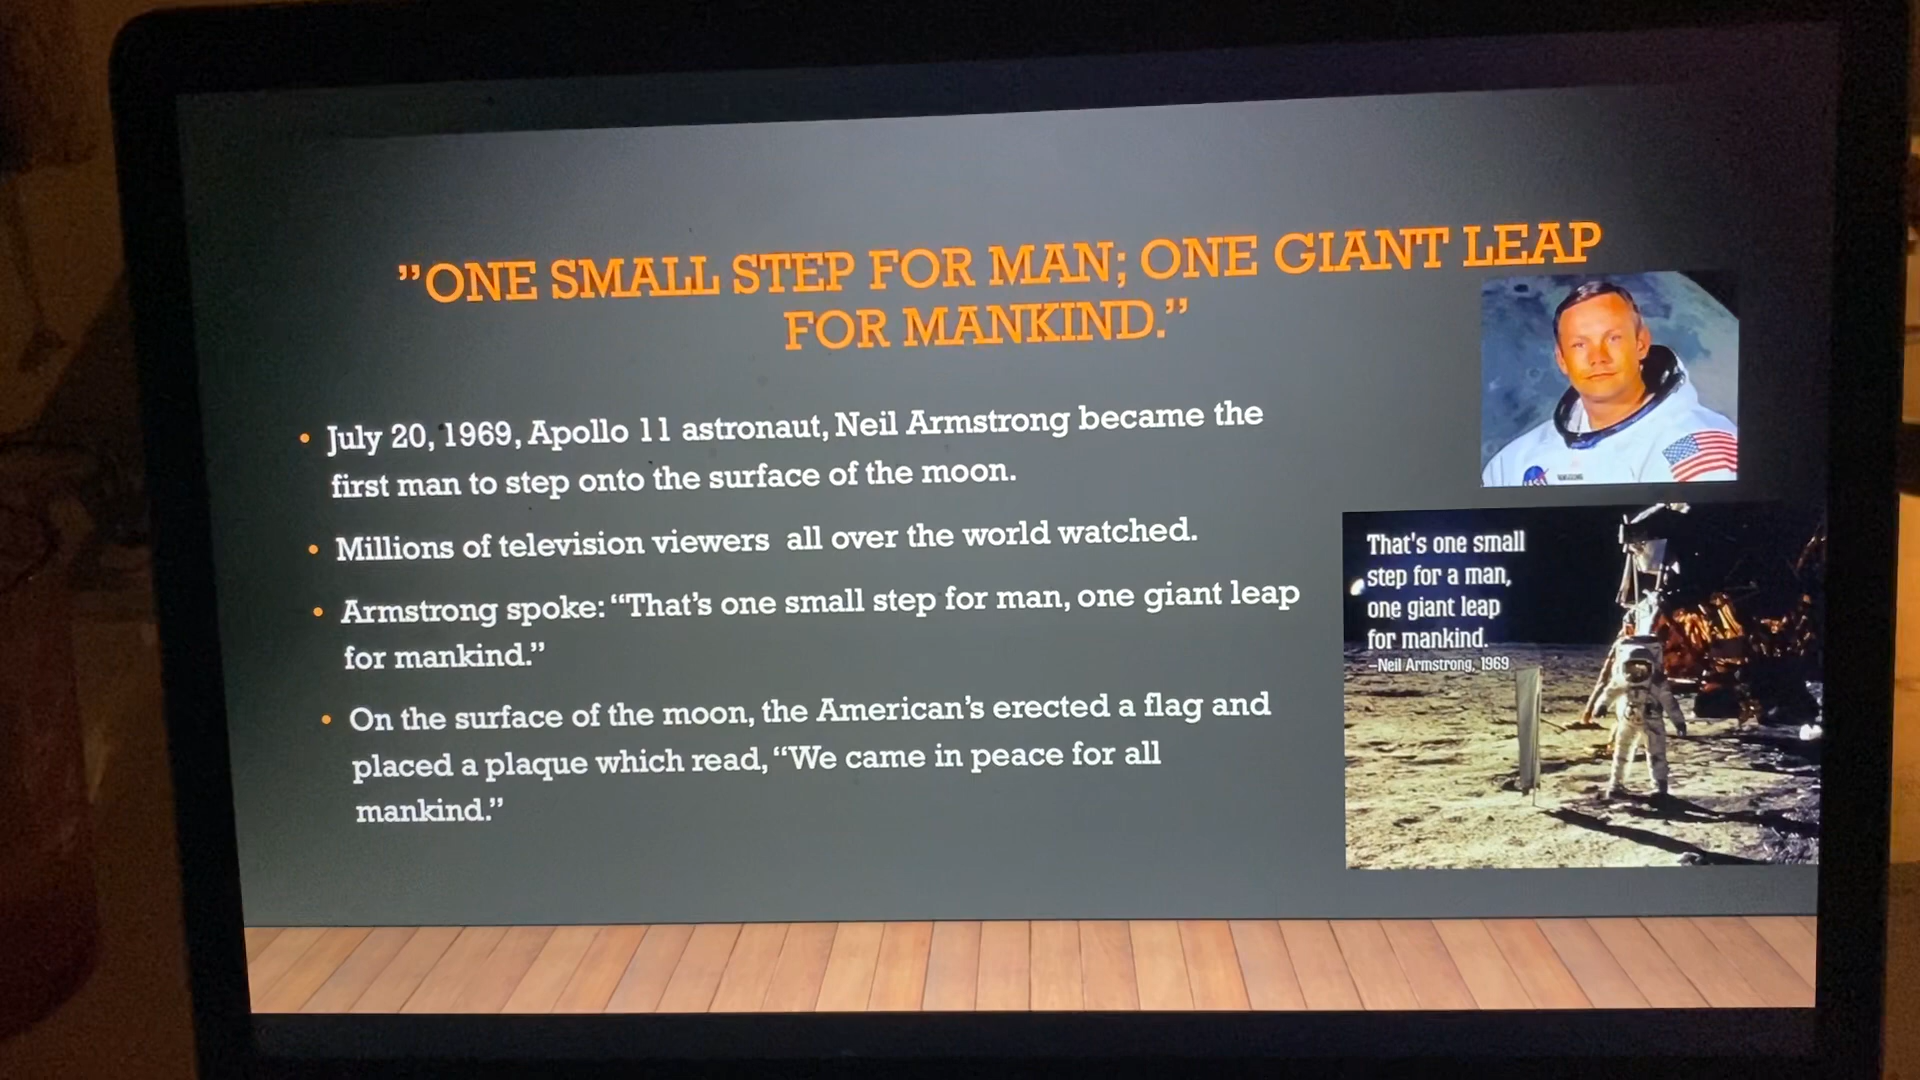 ”ONE SMALL STEP FOR MAN; ONE GIANT LEAP
FOR MANKIND.”
• July 20, 1969, Apollo 11 astronaut, Neil Armstrong became the
first man to step onto the surface of the moon.
• Millions of television viewers  all over the world watched.
• Armstrong spoke: “That’s one small step for man, one giant leap
for mankind.”
• On the surface of the moon, the American’s erected a flag and
placed a plaque which read, “We came in peace for all
mankind.”
That's one small
step for a man,
one giant leap
for mankind.
–Neil Armstrong, 1969